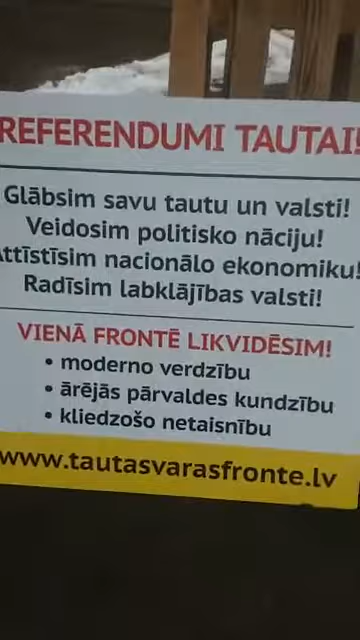 REFERENDUMI TAUTAI!
Glābsim savu tautu un valsti!
Veidosim politisko nāciju!
Attīstīsim nacionālo ekonomiku!
Radīsim labklājības valsti!
VIENĀ FRONTĒ LIKVIDĒSIM!
• moderno verdzību
• ārējās pārvaldes kundzību
• kliedzošo netaisnību
www.tautasvarasfronte.lv